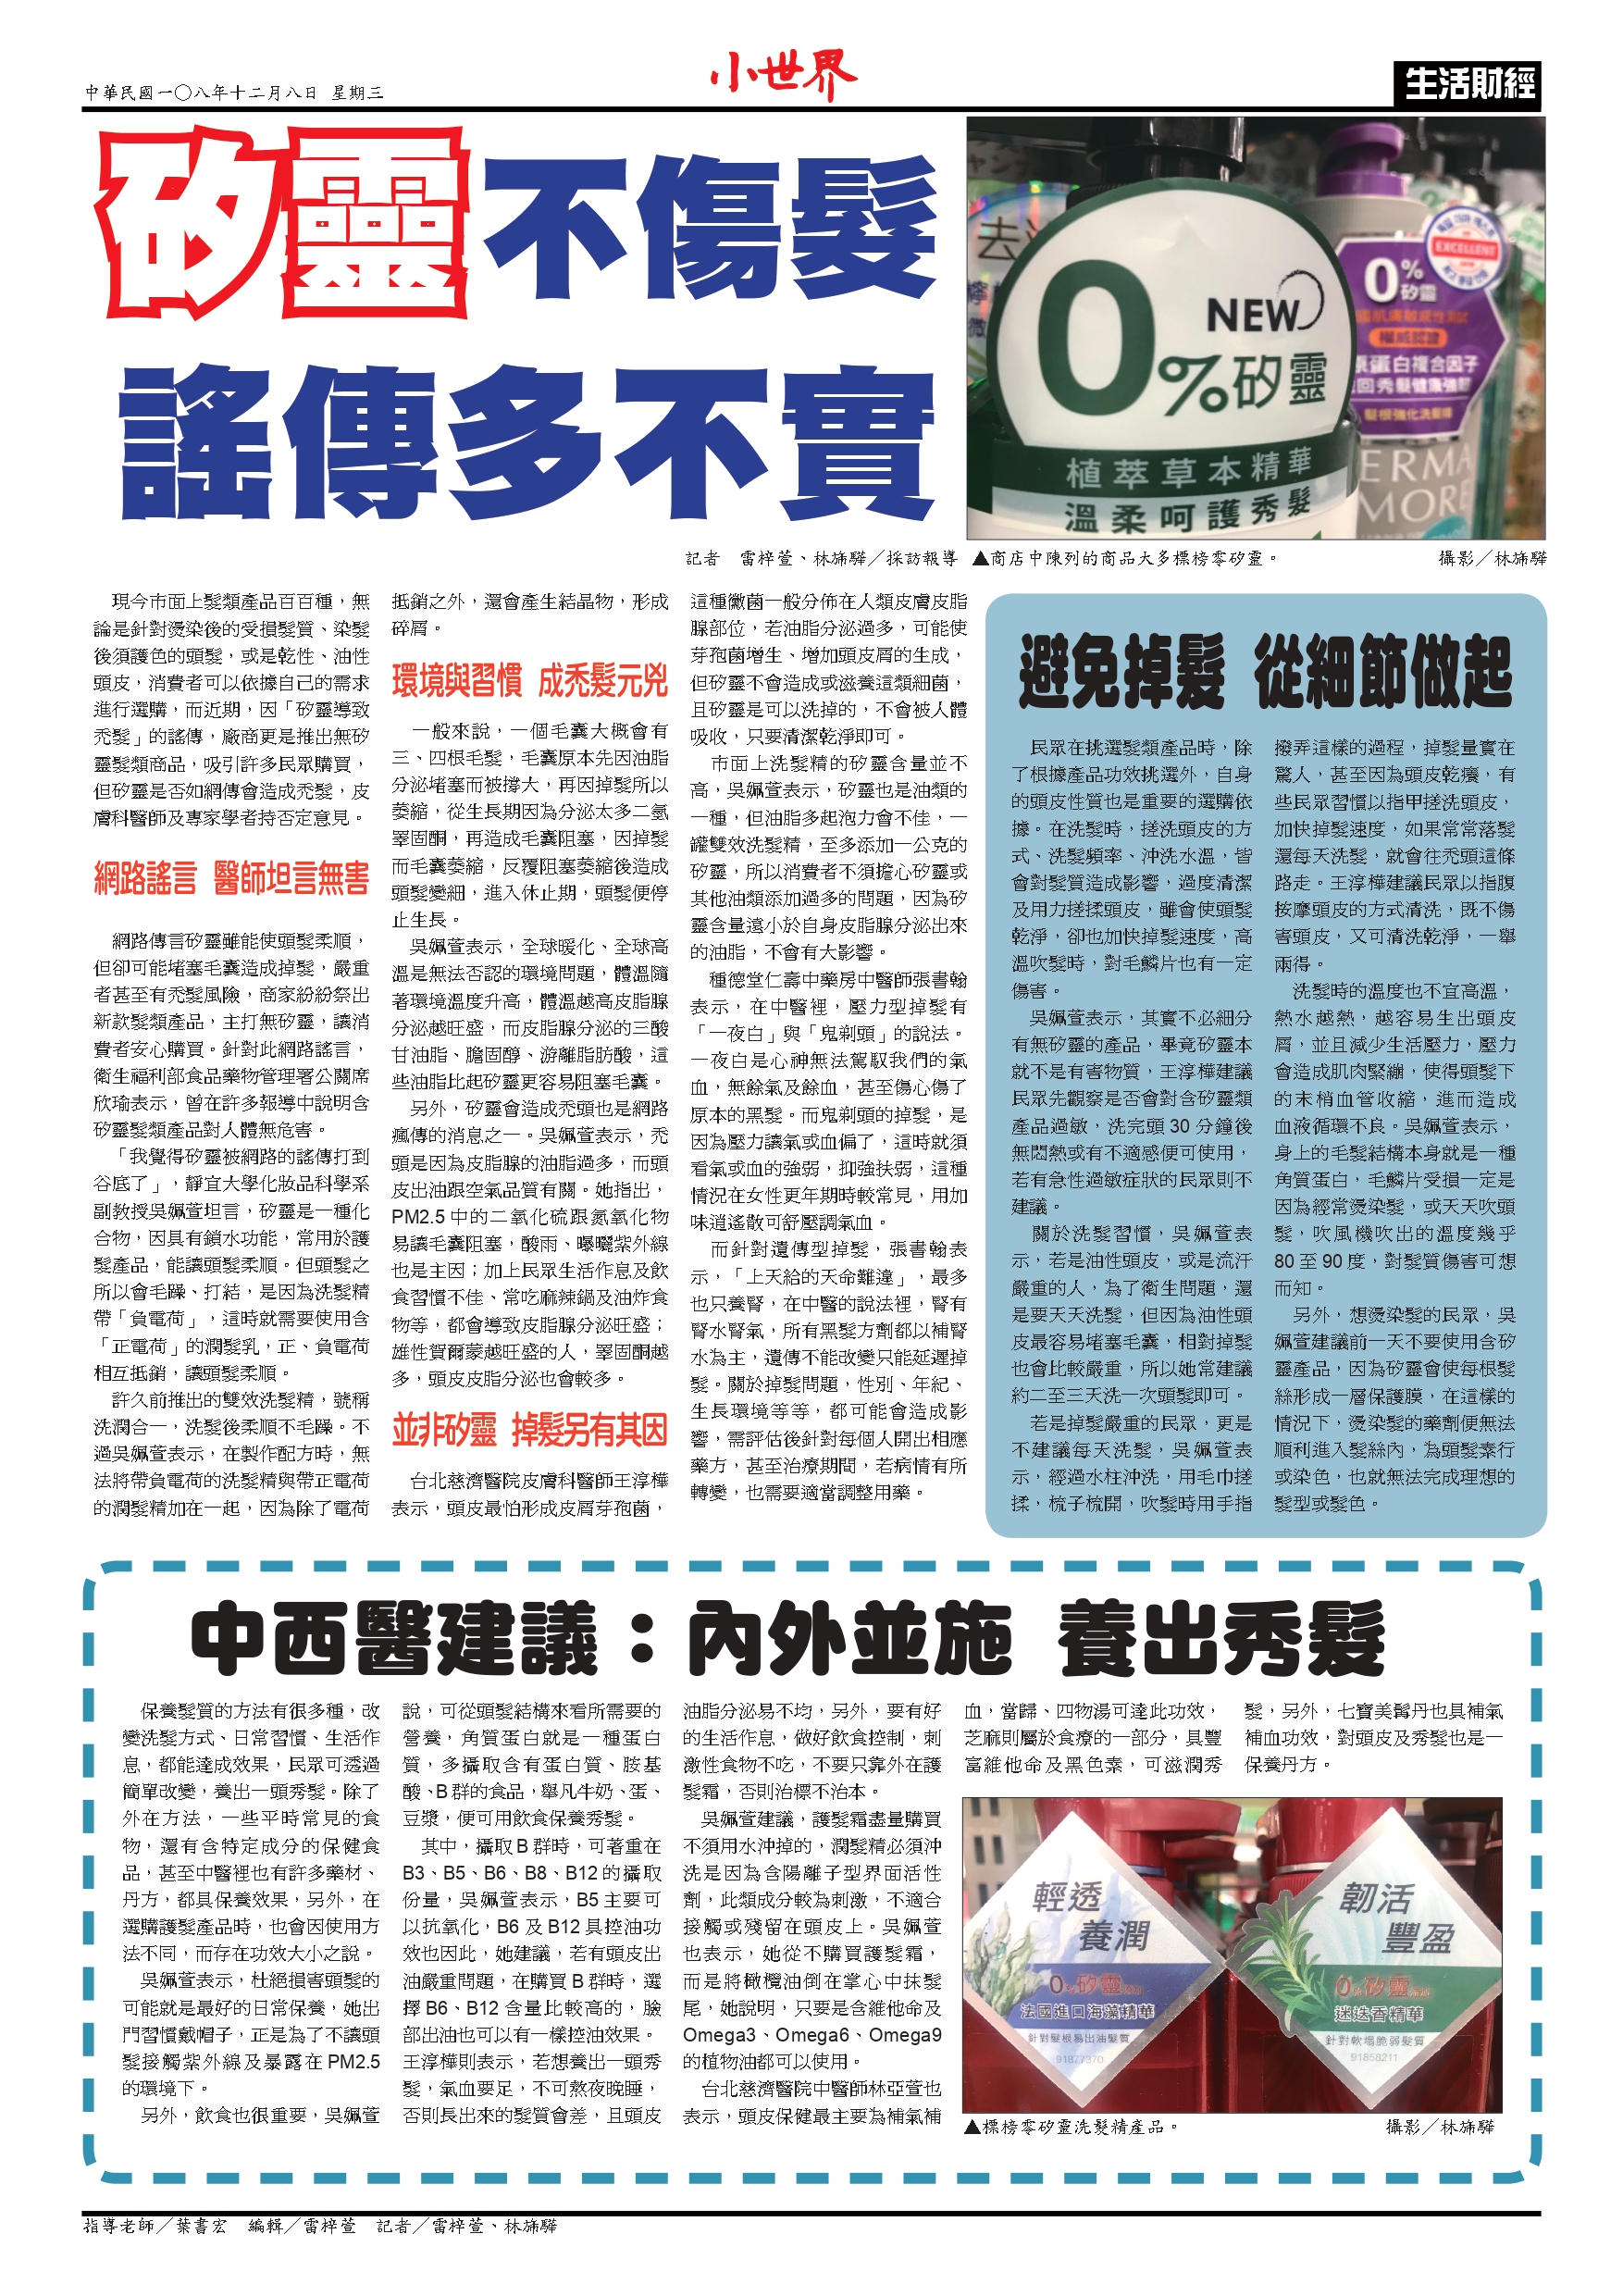 中華民國一〇八年十二月八日 星期三
小世界
生活財經
矽靈不傷髮
謠傳多不實
NEW
0%矽靈
植萃草本精華
溫柔呵護秀髮
EXCELLENT
0%
矽靈
蛋白複合因子
回秀髮健康強韌
髮根強化洗髮精
ERMA
MORE
記者 雷梓萱、林旆驊／採訪報導
▲商店中陳列的商品大多標榜零矽靈。 攝影／林旆驊
現今市面上髮類產品百百種，無
論是針對燙染後的受損髮質、染髮
後須護色的頭髮，或是乾性、油性
頭皮，消費者可以依據自己的需求
進行選購，而近期，因「矽靈導致
禿髮」的謠傳，廠商更是推出無矽
靈髮類商品，吸引許多民眾購買，
但矽靈是否如網傳會造成禿髮，皮
膚科醫師及專家學者持否定意見。
網路謠言 醫師坦言無害
網路傳言矽靈雖能使頭髮柔順，
但卻可能堵塞毛囊造成掉髮，嚴重
者甚至有禿髮風險，商家紛紛祭出
新款髮類產品，主打無矽靈，讓消
費者安心購買。針對此網路謠言，
衛生福利部食品藥物管理署公關席
欣瑜表示，曾在許多報導中說明含
矽靈髮類產品對人體無危害。
「我覺得矽靈被網路的謠傳打到
谷底了」，靜宜大學化妝品科學系
副教授吳姵萱坦言，矽靈是一種化
合物，因具有鎖水功能，常用於護
髮產品，能讓頭髮柔順。但頭髮之
所以會毛躁、打結，是因為洗髮精
帶「負電荷」，這時就需要使用含
「正電荷」的潤髮乳，正、負電荷
相互抵銷，讓頭髮柔順。
許久前推出的雙效洗髮精，號稱
洗潤合一，洗髮後柔順不毛躁。不
過吳姵萱表示，在製作配方時，無
法將帶負電荷的洗髮精與帶正電荷
的潤髮精加在一起，因為除了電荷
抵銷之外，還會產生結晶物，形成
碎屑。
環境與習慣 成禿髮元兇
一般來說，一個毛囊大概會有
三、四根毛髮，毛囊原本先因油脂
分泌堵塞而被撐大，再因掉髮所以
萎縮，從生長期因為分泌太多二氫
睪固酮，再造成毛囊阻塞，因掉髮
而毛囊萎縮，反覆阻塞萎縮後造成
頭髮變細，進入休止期，頭髮便停
止生長。
吳姵萱表示，全球暖化、全球高
溫是無法否認的環境問題，體溫隨
著環境溫度升高，體溫越高皮脂腺
分泌越旺盛，而皮脂腺分泌的三酸
甘油脂、膽固醇、游離脂肪酸，這
些油脂比起矽靈更容易阻塞毛囊。
另外，矽靈會造成禿頭也是網路
瘋傳的消息之一。吳姵萱表示，禿
頭是因為皮脂腺的油脂過多，而頭
皮出油跟空氣品質有關。她指出，
PM2.5 中的二氧化硫跟氮氧化物
易讓毛囊阻塞，酸雨、曝曬紫外線
也是主因；加上民眾生活作息及飲
食習慣不佳、常吃麻辣鍋及油炸食
物等，都會導致皮脂腺分泌旺盛；
雄性賀爾蒙越旺盛的人，睪固酮越
多，頭皮皮脂分泌也會較多。
並非矽靈 掉髮另有其因
台北慈濟醫院皮膚科醫師王淳樺
表示，頭皮最怕形成皮屑芽孢菌，
這種黴菌一般分佈在人類皮膚皮脂
腺部位，若油脂分泌過多，可能使
芽孢菌增生、增加頭皮屑的生成，
但矽靈不會造成或滋養這類細菌，
且矽靈是可以洗掉的，不會被人體
吸收，只要清潔乾淨即可。
市面上洗髮精的矽靈含量並不
高，吳姵萱表示，矽靈也是油類的
一種，但油脂多起泡力會不佳，一
罐雙效洗髮精，至多添加一公克的
矽靈，所以消費者不須擔心矽靈或
其他油類添加過多的問題，因為矽
靈含量遠小於自身皮脂腺分泌出來
的油脂，不會有大影響。
種德堂仁壽中藥房中醫師張書翰
表示，在中醫裡，壓力型掉髮有
「一夜白」與「鬼剃頭」的說法。
一夜白是心神無法駕馭我們的氣
血，無餘氣及餘血，甚至傷心傷了
原本的黑髮。而鬼剃頭的掉髮，是
因為壓力讓氣或血偏了，這時就須
看氣或血的強弱，抑強扶弱，這種
情況在女性更年期時較常見，用加
味逍遙散可舒壓調氣血。
而針對遺傳型掉髮，張書翰表
示，「上天給的天命難違」，最多
也只養腎，在中醫的說法裡，腎有
腎水腎氣，所有黑髮方劑都以補腎
水為主，遺傳不能改變只能延遲掉
髮。關於掉髮問題，性別、年紀、
生長環境等等，都可能會造成影
響，需評估後針對每個人開出相應
藥方，甚至治療期間，若病情有所
轉變，也需要適當調整用藥。
避免掉髮 從細節做起
民眾在挑選髮類產品時，除
了根據產品功效挑選外，自身
的頭皮性質也是重要的選購依
據。在洗髮時，搓洗頭皮的方
式、洗髮頻率、沖洗水溫，皆
會對髮質造成影響，過度清潔
及用力搓揉頭皮，雖會使頭髮
乾淨，卻也加快掉髮速度，高
溫吹髮時，對毛鱗片也有一定
傷害。
吳姵萱表示，其實不必細分
有無矽靈的產品，畢竟矽靈本
就不是有害物質，王淳樺建議
民眾先觀察是否會對含矽靈類
產品過敏，洗完頭 30 分鐘後
無悶熱或有不適感便可使用，
若有急性過敏症狀的民眾則不
建議。
關於洗髮習慣，吳姵萱表
示，若是油性頭皮，或是流汗
嚴重的人，為了衛生問題，還
是要天天洗髮，但因為油性頭
皮最容易堵塞毛囊，相對掉髮
也會比較嚴重，所以她常建議
約二至三天洗一次頭髮即可。
若是掉髮嚴重的民眾，更是
不建議每天洗髮，吳姵萱表
示，經過水柱沖洗，用毛巾搓
揉，梳子梳開，吹髮時用手指
撥弄這樣的過程，掉髮量實在
驚人，甚至因為頭皮乾癢，有
些民眾習慣以指甲搓洗頭皮，
加快掉髮速度，如果常常落髮
還每天洗髮，就會往禿頭這條
路走。王淳樺建議民眾以指腹
按摩頭皮的方式清洗，既不傷
害頭皮，又可清洗乾淨，一舉
兩得。
洗髮時的溫度也不宜高溫，
熱水越熱，越容易生出頭皮
屑，並且減少生活壓力，壓力
會造成肌肉緊繃，使得頭髮下
的末梢血管收縮，進而造成
血液循環不良。吳姵萱表示，
身上的毛髮結構本身就是一種
角質蛋白，毛鱗片受損一定是
因為經常燙染髮，或天天吹頭
髮，吹風機吹出的溫度幾乎
80 至 90 度，對髮質傷害可想
而知。
另外，想燙染髮的民眾，吳
姵萱建議前一天不要使用含矽
靈產品，因為矽靈會使每根髮
絲形成一層保護膜，在這樣的
情況下，燙染髮的藥劑便無法
順利進入髮絲內，為頭髮素行
或染色，也就無法完成理想的
髮型或髮色。
中西醫建議：內外並施 養出秀髮
保養髮質的方法有很多種，改
變洗髮方式、日常習慣、生活作
息，都能達成效果，民眾可透過
簡單改變，養出一頭秀髮。除了
外在方法，一些平時常見的食
物，還有含特定成分的保健食
品，甚至中醫裡也有許多藥材、
丹方，都具保養效果，另外，在
選購護髮產品時，也會因使用方
法不同，而存在功效大小之說。
吳姵萱表示，杜絕損害頭髮的
可能就是最好的日常保養，她出
門習慣戴帽子，正是為了不讓頭
髮接觸紫外線及暴露在 PM2.5
的環境下。
另外，飲食也很重要，吳姵萱
說，可從頭髮結構來看所需要的
營養，角質蛋白就是一種蛋白
質，多攝取含有蛋白質、胺基
酸、B 群的食品，舉凡牛奶、蛋、
豆漿，便可用飲食保養秀髮。
其中，攝取 B 群時，可著重在
B3、B5、B6、B8、B12 的攝取
份量，吳姵萱表示，B5 主要可
以抗氧化，B6 及 B12 具控油功
效也因此，她建議，若有頭皮出
油嚴重問題，在購買 B 群時，選
擇 B6、B12 含量比較高的，臉
部出油也可以有一樣控油效果。
王淳樺則表示，若想養出一頭秀
髮，氣血要足，不可熬夜晚睡，
否則長出來的髮質會差，且頭皮
油脂分泌易不均，另外，要有好
的生活作息，做好飲食控制，刺
激性食物不吃，不要只靠外在護
髮霜，否則治標不治本。
吳姵萱建議，護髮霜盡量購買
不須用水沖掉的，潤髮精必須沖
洗是因為含陽離子型界面活性
劑，此類成分較為刺激，不適合
接觸或殘留在頭皮上。吳姵萱
也表示，她從不購買護髮霜，
而是將橄欖油倒在掌心中抹髮
尾，她說明，只要是含維他命及
Omega3、Omega6、Omega9
的植物油都可以使用。
台北慈濟醫院中醫師林亞萱也
表示，頭皮保健最主要為補氣補
血，當歸、四物湯可達此功效，
芝麻則屬於食療的一部分，具豐
富維他命及黑色素，可滋潤秀
髮，另外，七寶美髯丹也具補氣
補血功效，對頭皮及秀髮也是一
保養丹方。
輕透
養潤
0%矽靈
法國進口海藻精華
針對髮根易出油髮質
91877370
韌活
豐盈
0%矽靈
迷迭香精華
針對軟塌脆弱髮質
91858211
▲標榜零矽靈洗髮精產品。 攝影／林旆驊
指導老師／葉書宏 編輯／雷梓萱 記者／雷梓萱、林旆驊